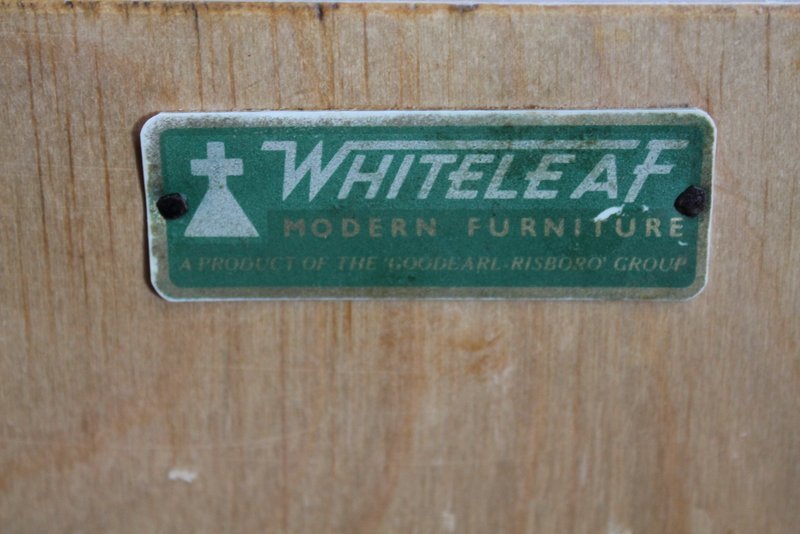 WHITELEAF
MODERN FURNITURE
A PRODUCT OF THE 'GOODEARL-RISBORO' GROUP